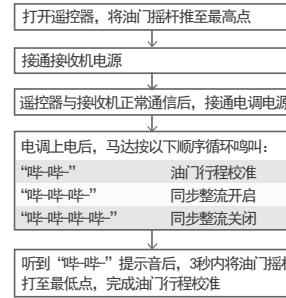 打开遥控器，将油门摇杆推至最高点
接通接收机电源
遥控器与接收机正常通信后，接通电调电源
电调上电后，马达按以下顺序循环鸣叫：
“哔-哔-” 油门行程校准
“哔-哔-哔-” 同步整流开启
“哔-哔-哔-哔-” 同步整流关闭
听到“哔-哔-”提示音后，3秒内将油门摇杆
打至最低点，完成油门行程校准